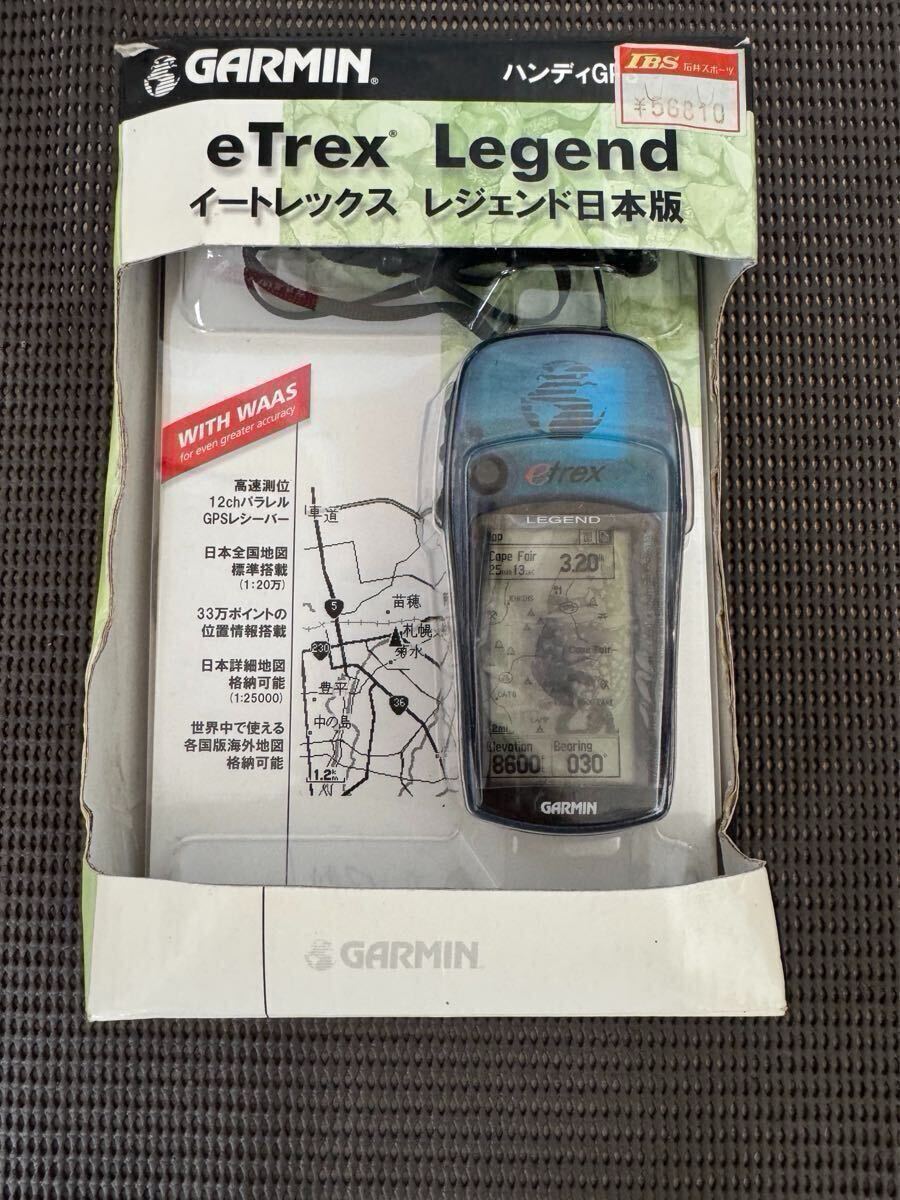 GARMIN®
ハンディGPS
IBS 石井スポーツ
¥56810
eTrex® Legend
イートレックス レジェンド日本版
WITH WAAS
for even greater accuracy
高速測位
12chパラレル
GPSレシーバー
日本全国地図
標準搭載
(1:20万)
33万ポイントの
位置情報搭載
日本詳細地図
格納可能
(1:25000)
世界中で使える
各国版海外地図
格納可能
車道
5
苗穂
札幌
230
菊水
豊平
36
中の島
1.2km
etrex
LEGEND
Map
Cape Fair
3.20
Cape Fair
2mi
Elevation
Bearing
8600
030°
GARMIN
GARMIN